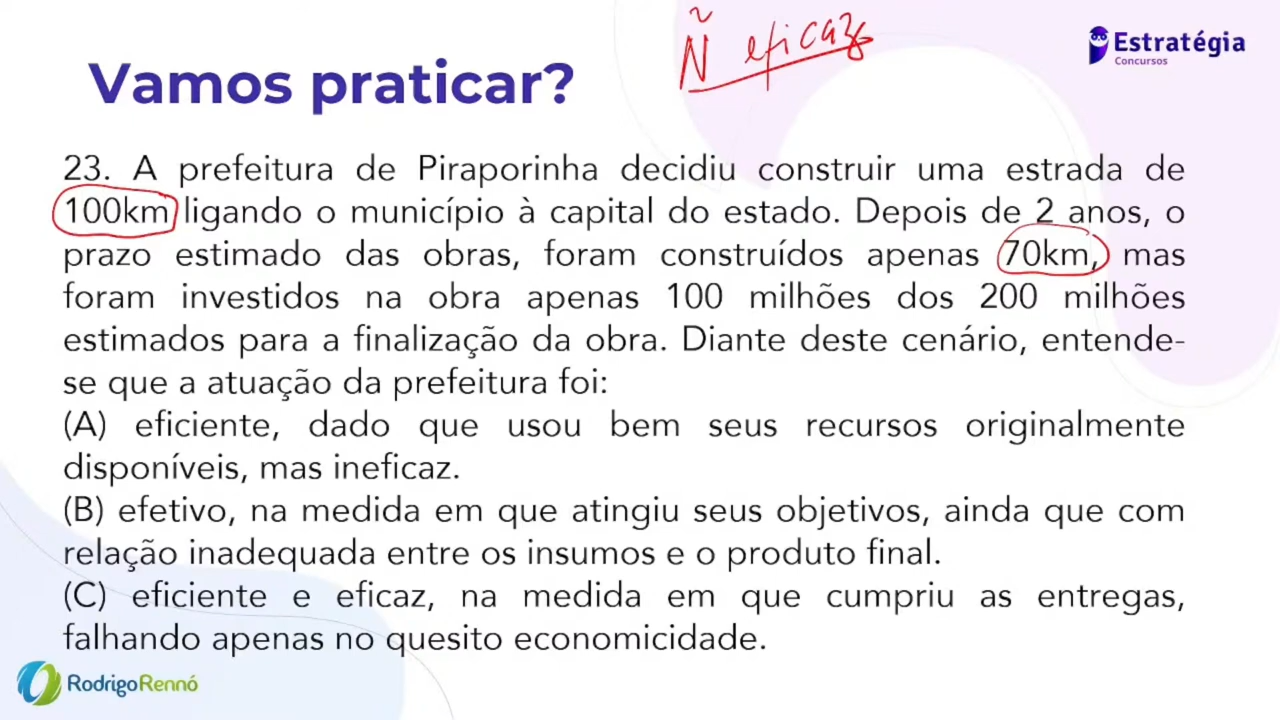 Ñ eficaz
Estratégia
Concursos
Vamos praticar?
23. A prefeitura de Piraporinha decidiu construir uma estrada de
100km ligando o município à capital do estado. Depois de 2 anos, o
prazo estimado das obras, foram construídos apenas 70km, mas
foram investidos na obra apenas 100 milhões dos 200 milhões
estimados para a finalização da obra. Diante deste cenário, entende-
se que a atuação da prefeitura foi:
(A) eficiente, dado que usou bem seus recursos originalmente
disponíveis, mas ineficaz.
(B) efetivo, na medida em que atingiu seus objetivos, ainda que com
relação inadequada entre os insumos e o produto final.
(C) eficiente e eficaz, na medida em que cumpriu as entregas,
falhando apenas no quesito economicidade.
RodrigoRennó